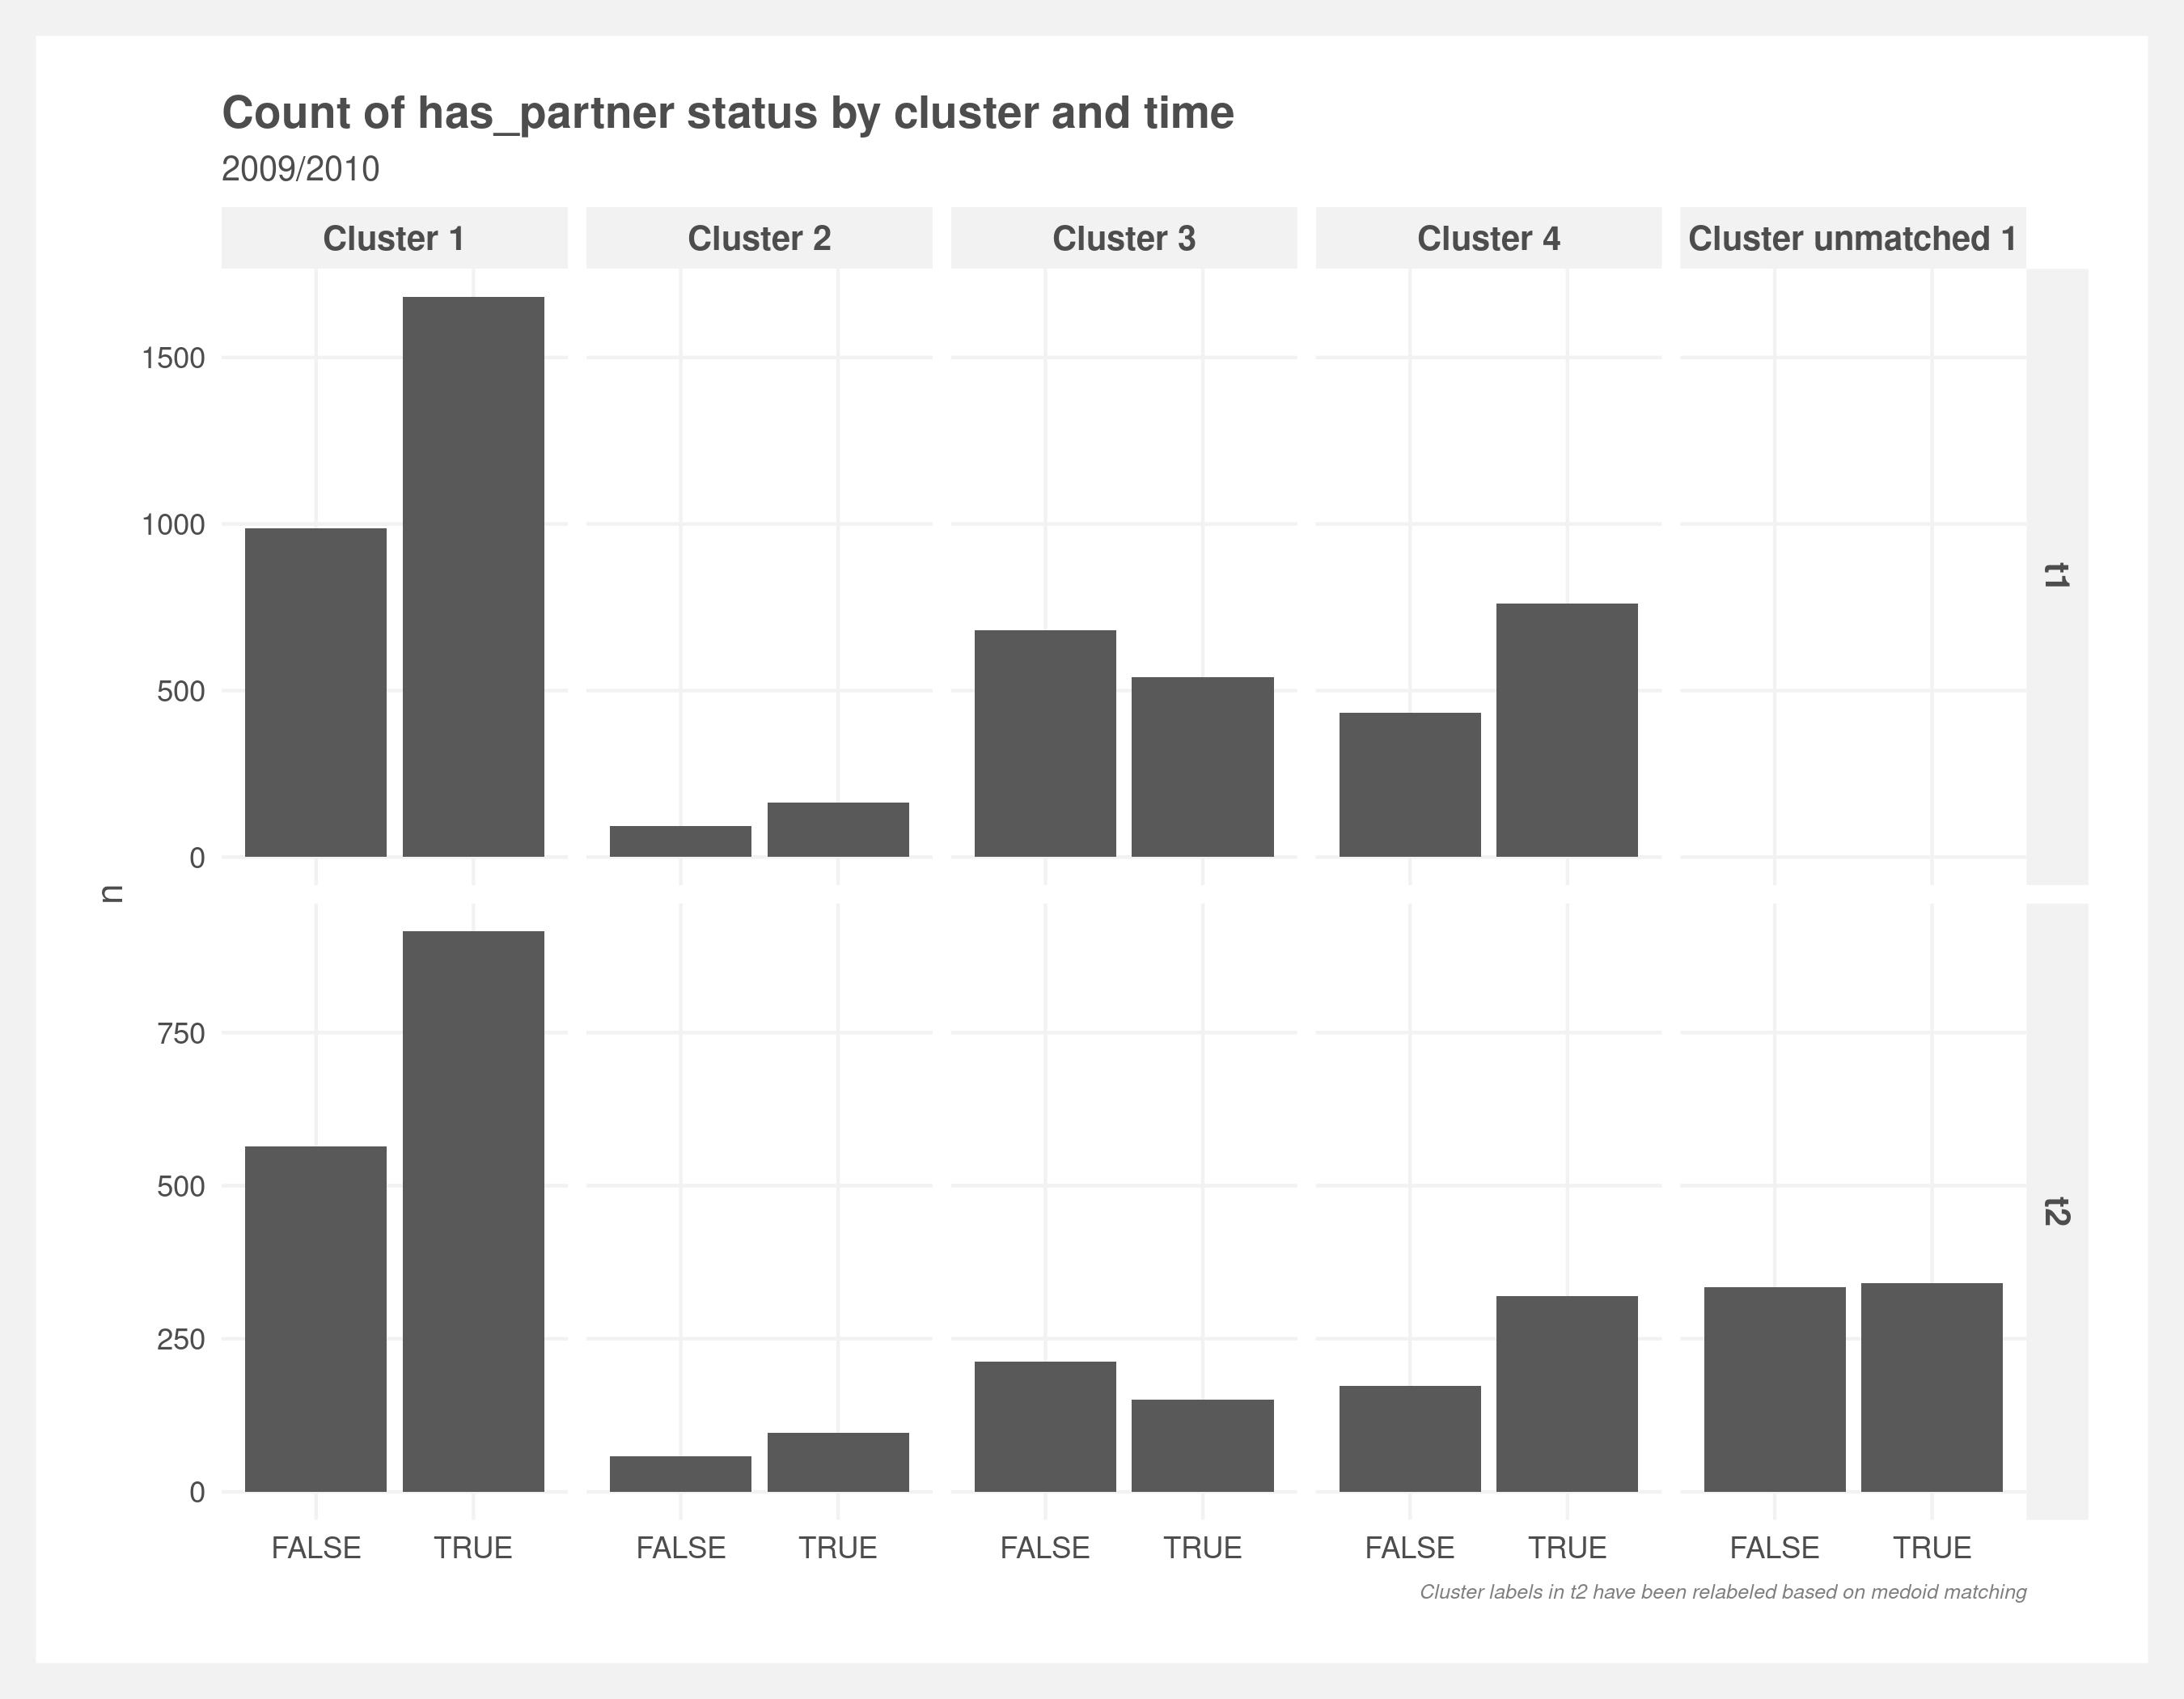 Count of has_partner status by cluster and time
2009/2010
Cluster 1
Cluster 2
Cluster 3
Cluster 4
Cluster unmatched 1
1500
1000
500
0
t1
n
750
500
250
0
t2
FALSE
TRUE
FALSE
TRUE
FALSE
TRUE
FALSE
TRUE
FALSE
TRUE
Cluster labels in t2 have been relabeled based on medoid matching